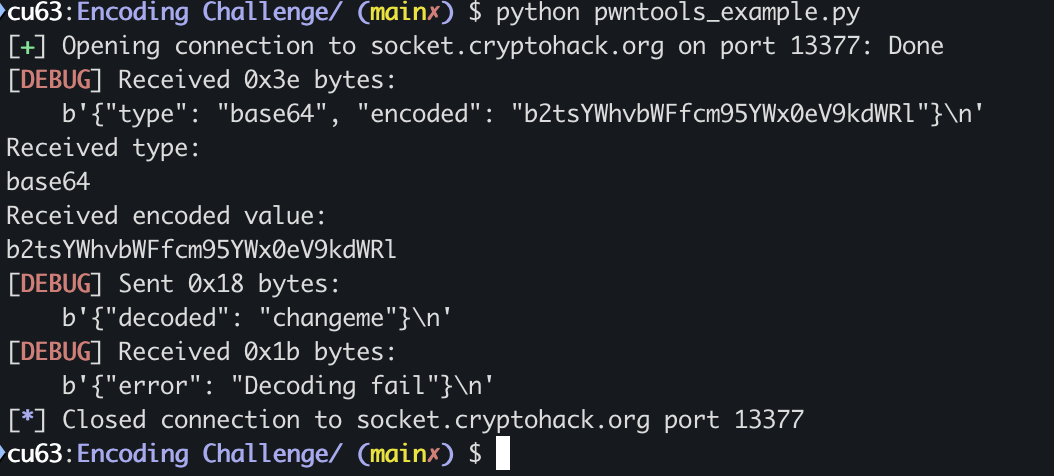 cu63:Encoding Challenge/ (main✗) $ python pwntools_example.py
[+] Opening connection to socket.cryptohack.org on port 13377: Done
[DEBUG] Received 0x3e bytes:
    b'{"type": "base64", "encoded": "b2tsYWhvbWFfcm95YWx0eV9kdWRl"}\n'
Received type:
base64
Received encoded value:
b2tsYWhvbWFfcm95YWx0eV9kdWRl
[DEBUG] Sent 0x18 bytes:
    b'{"decoded": "changeme"}\n'
[DEBUG] Received 0x1b bytes:
    b'{"error": "Decoding fail"}\n'
[*] Closed connection to socket.cryptohack.org port 13377
cu63:Encoding Challenge/ (main✗) $